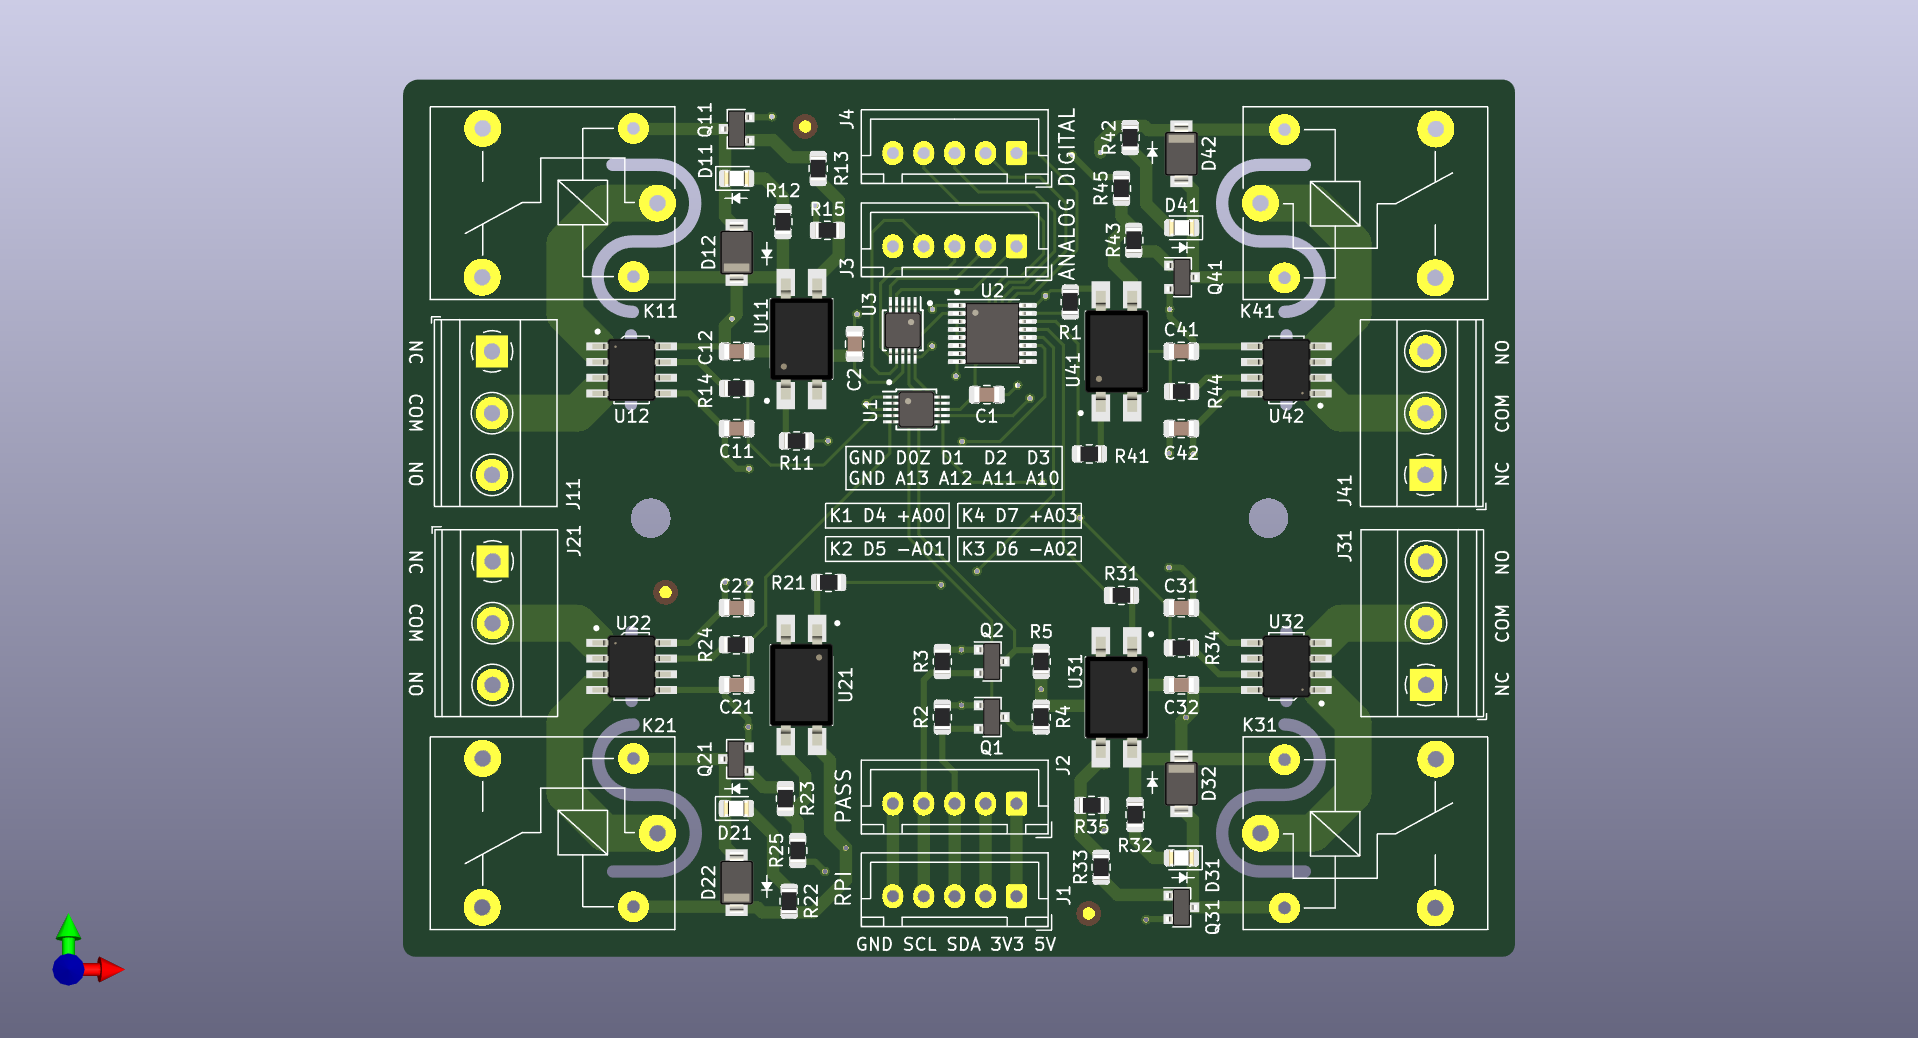 Q11
J4
DIGITAL
R42
D42
D11
R13
R12
R45
R15
D41
D12
J3
ANALOG
R43
Q41
K11
U11
U3
U2
R1
K41
NC
C12
C41
NO
U41
C2
COM
R14
U12
U1
C1
R44
U42
COM
C11
R11
R41
C42
NO
GND D0Z D1 D2 D3
GND A13 A12 A11 A10
NC
J11
J41
K1 D4 +A00
K4 D7 +A03
J21
K2 D5 -A01
K3 D6 -A02
J31
NC
R21
C22
R31
C31
NO
COM
U22
R24
Q2
R5
R3
U31
R34
U32
COM
NO
U21
C21
R2
R4
C32
NC
K21
Q1
K31
Q21
J2
PASS
D32
R23
D21
R35
R32
R25
D22
R22
RPI
R33
D31
J1
Q31
GND SCL SDA 3V3 5V